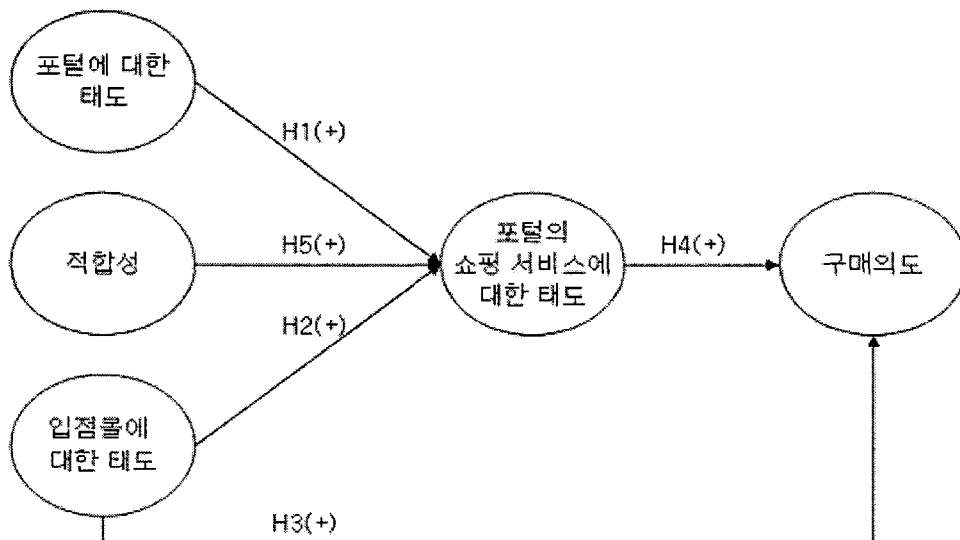 포털에 대한
태도
H1(+)
적합성
H5(+)
포털의
쇼핑 서비스에
대한 태도
H4(+)
구매의도
H2(+)
입점몰에
대한 태도
H3(+)